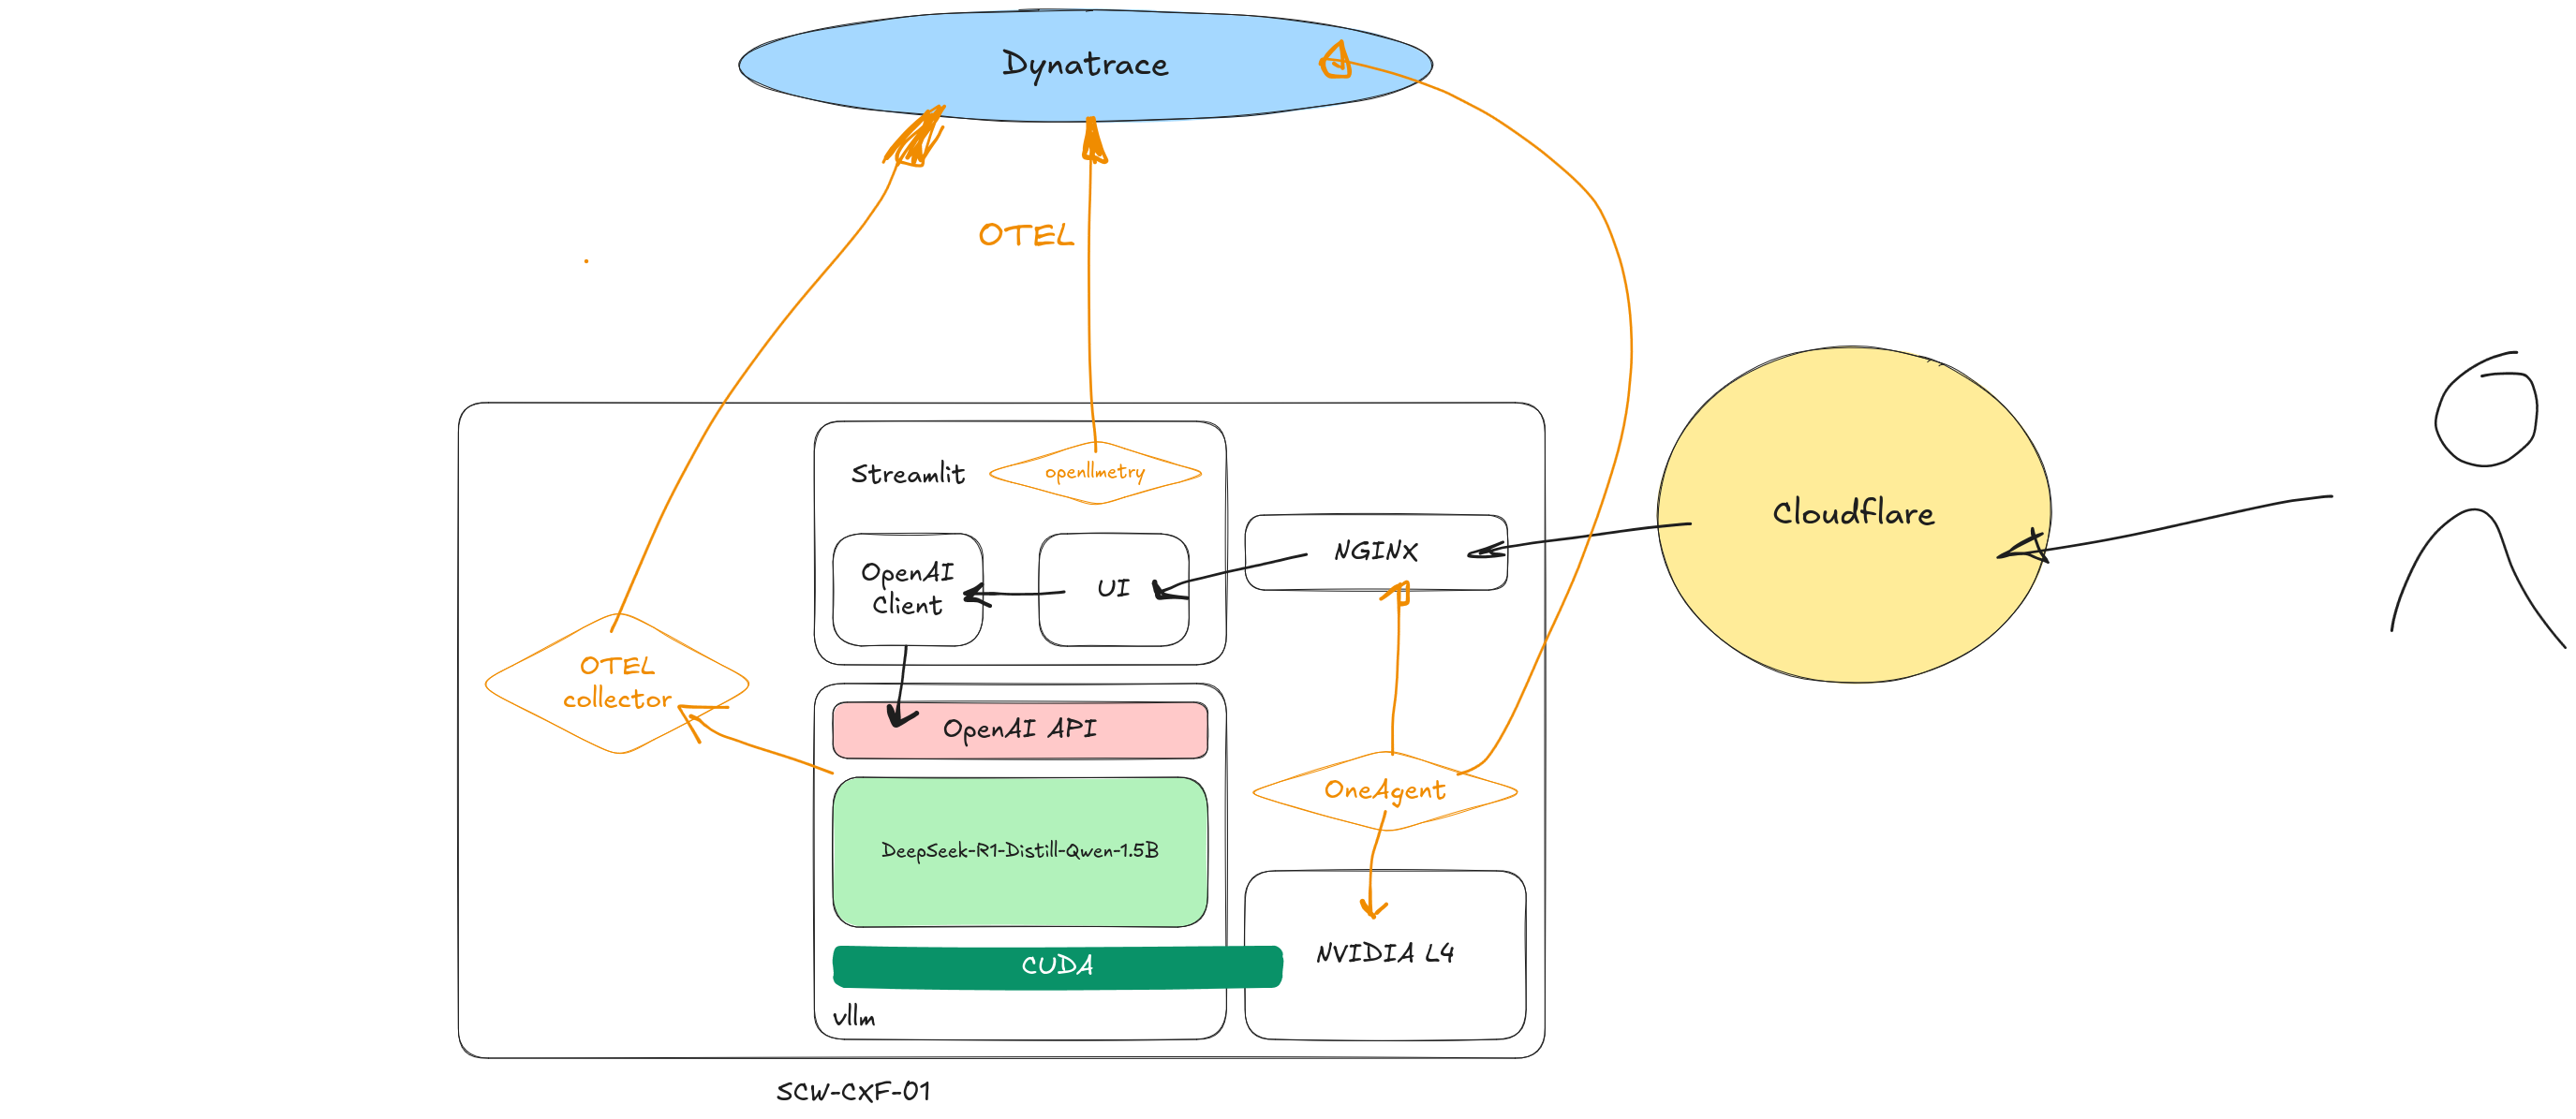 Dynatrace
OTEL
Streamlit
openllmetry
Cloudflare
NGINX
OpenAI
Client
UI
OTEL
collector
OpenAI API
OneAgent
DeepSeek-R1-Distill-Qwen-1.5B
NVIDIA L4
CUDA
vllm
SCW-CXF-01